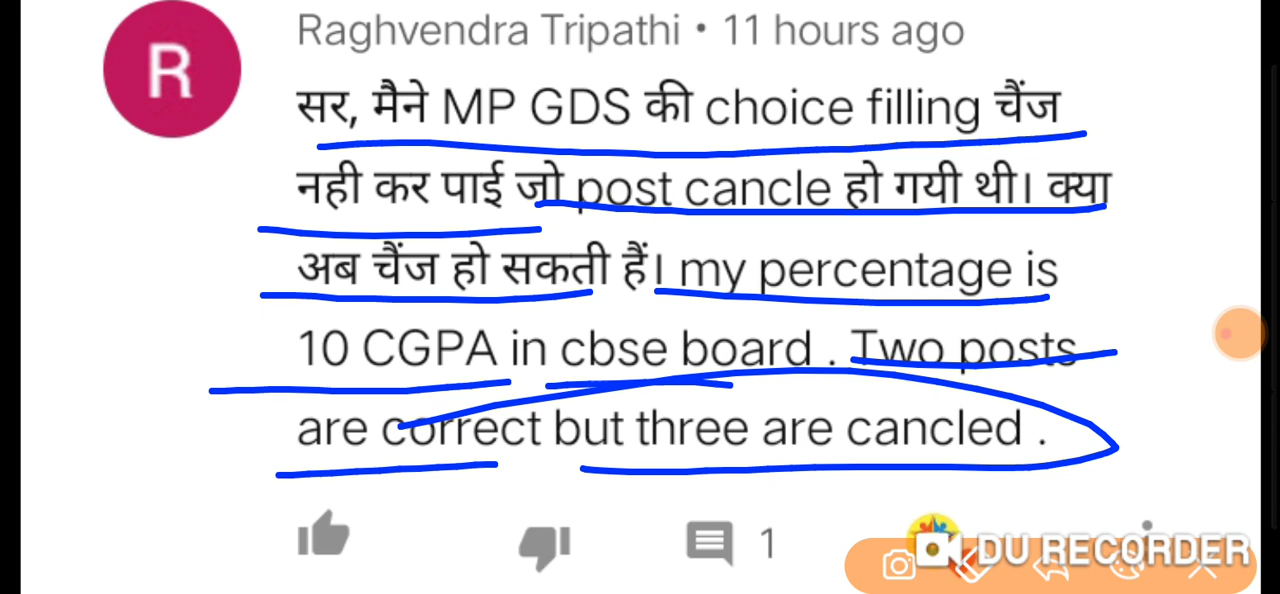 R
Raghvendra Tripathi • 11 hours ago
सर, मैने MP GDS की choice filling चैंज
नही कर पाई जो post cancle हो गयी थी। क्या
अब चैंज हो सकती हैं। my percentage is
10 CGPA in cbse board . Two posts
are correct but three are cancled .
1
DU RECORDER